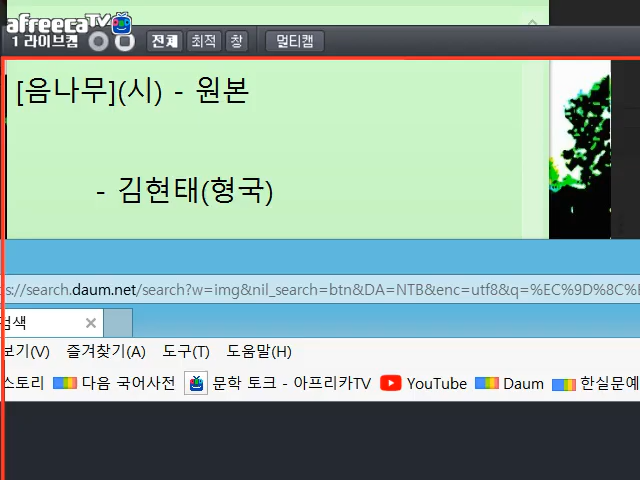 afreecaTV
1 라이브캠 전체 최적 창 멀티캠
[음나무](시) - 원본
- 김현태(형국)
s://search.daum.net/search?w=img&nil_search=btn&DA=NTB&enc=utf8&q=%EC%9D%8C%E
검색
보기(V) 즐겨찾기(A) 도구(T) 도움말(H)
스토리 다음 국어사전 문학 토크 - 아프리카TV YouTube Daum 한실문예